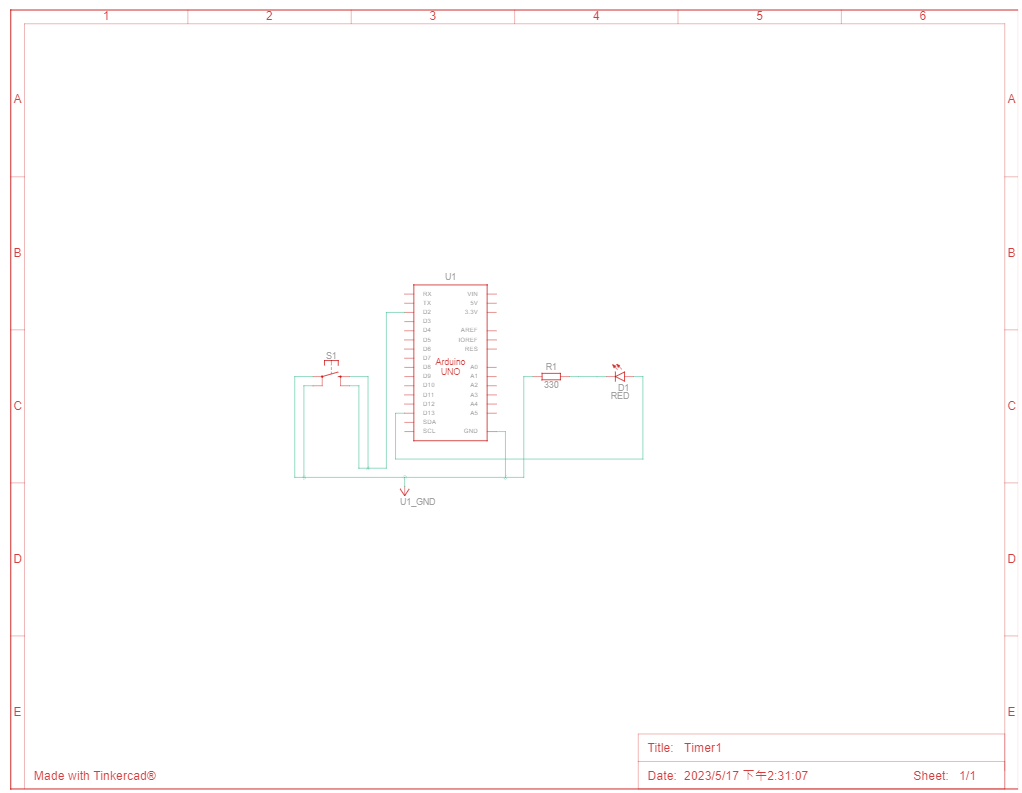 1 2 3 4 5 6
A A
B B
U1
RX VIN
TX 5V
D2 3.3V
D3
D4 AREF
D5 IOREF
D6 RES
D7
D8 A0
D9 A1
D10 A2
D11 A3
D12 A4
D13 A5
SDA
SCL GND
Arduino
UNO
S1
R1
330
D1
RED
C C
U1_GND
D D
E E
Title: Timer1
Made with Tinkercad®
Date: 2023/5/17 下午2:31:07 Sheet: 1/1